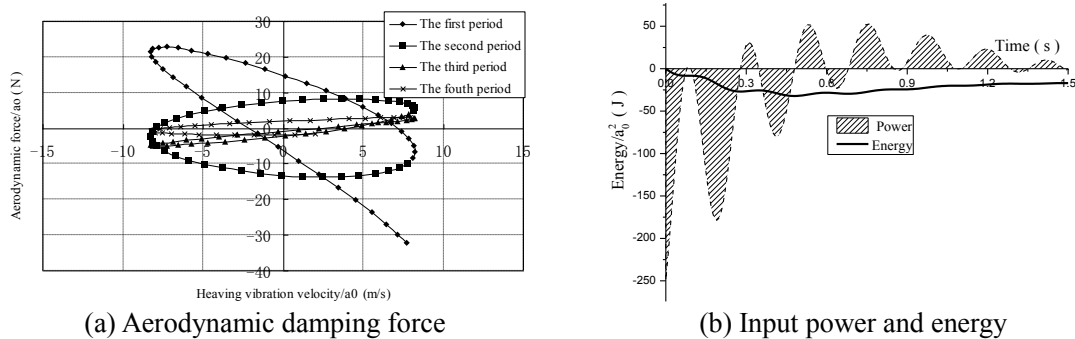 Aerodynamic force/ao ( N )
30
20
10
0
−10
−20
−30
−40
−15
−10
−5
0
5
10
15
The first period
The second period
The third period
The fouth period
Heaving vibration velocity/a0 (m/s)
(a) Aerodynamic damping force
Energy/a₀² ( J )
50
0
-50
-100
-150
-200
-250
0.0
0.3
0.6
0.9
1.2
1.5
Time ( s )
Power
Energy
(b) Input power and energy